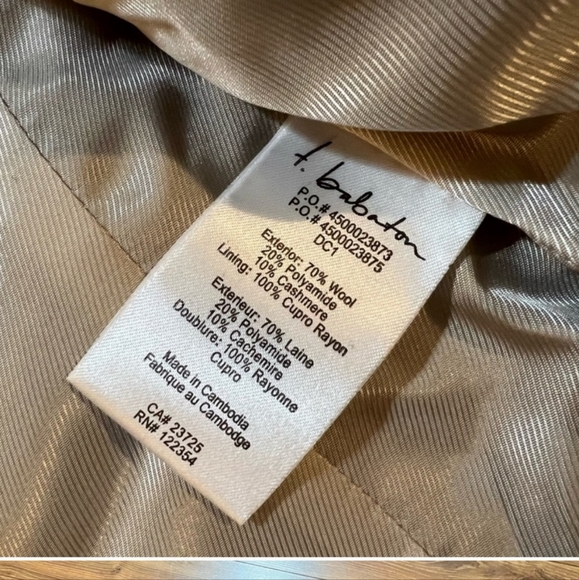 t. babaton
P.O.# 4500023873
P.O.# 4500023875
DC1
Exterior: 70% Wool
20% Polyamide
10% Cashmere
Lining: 100% Cupro Rayon
Exterieur: 70% Laine
20% Polyamide
10% Cachemire
Doublure: 100% Rayonne
Cupro
Made in Cambodia
Fabrique au Cambodge
CA# 23725
RN# 122354